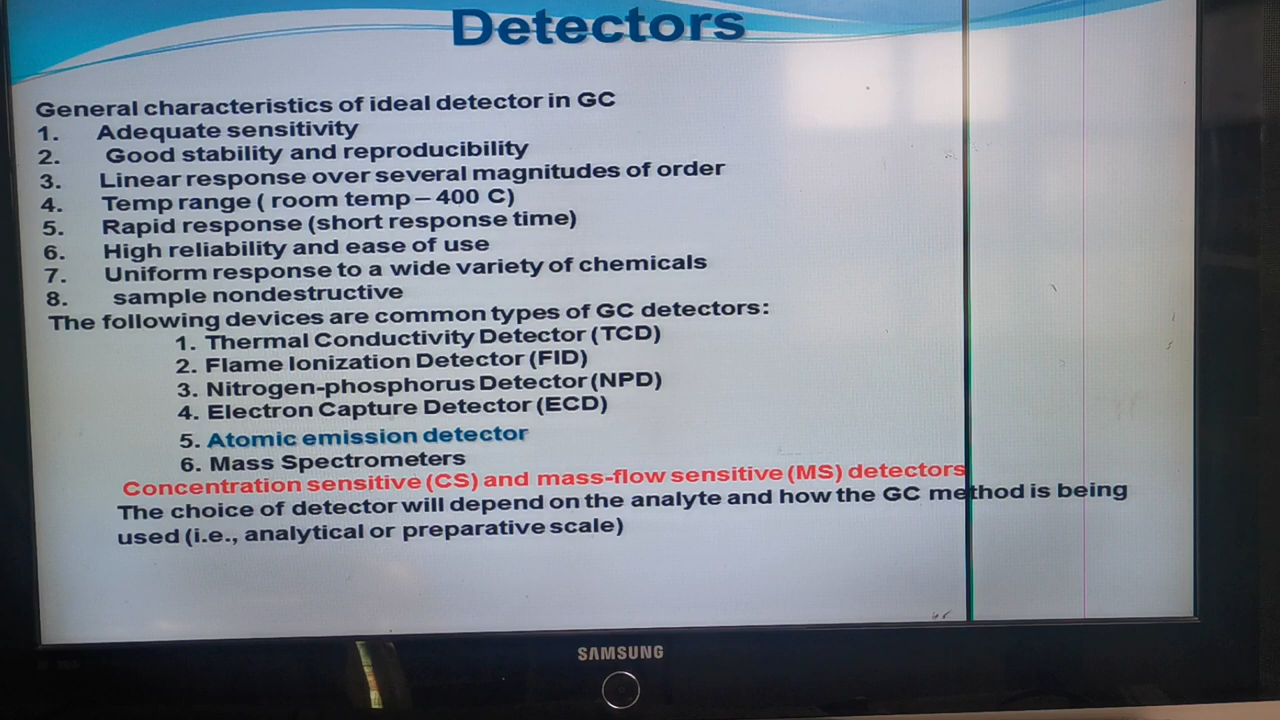 Detectors
General characteristics of ideal detector in GC
1. Adequate sensitivity
2. Good stability and reproducibility
3. Linear response over several magnitudes of order
4. Temp range ( room temp – 400 C)
5. Rapid response (short response time)
6. High reliability and ease of use
7. Uniform response to a wide variety of chemicals
8. sample nondestructive
The following devices are common types of GC detectors:
1. Thermal Conductivity Detector (TCD)
2. Flame Ionization Detector (FID)
3. Nitrogen-phosphorus Detector (NPD)
4. Electron Capture Detector (ECD)
5. Atomic emission detector
6. Mass Spectrometers
Concentration sensitive (CS) and mass-flow sensitive (MS) detectors
The choice of detector will depend on the analyte and how the GC method is being
used (i.e., analytical or preparative scale)
SAMSUNG